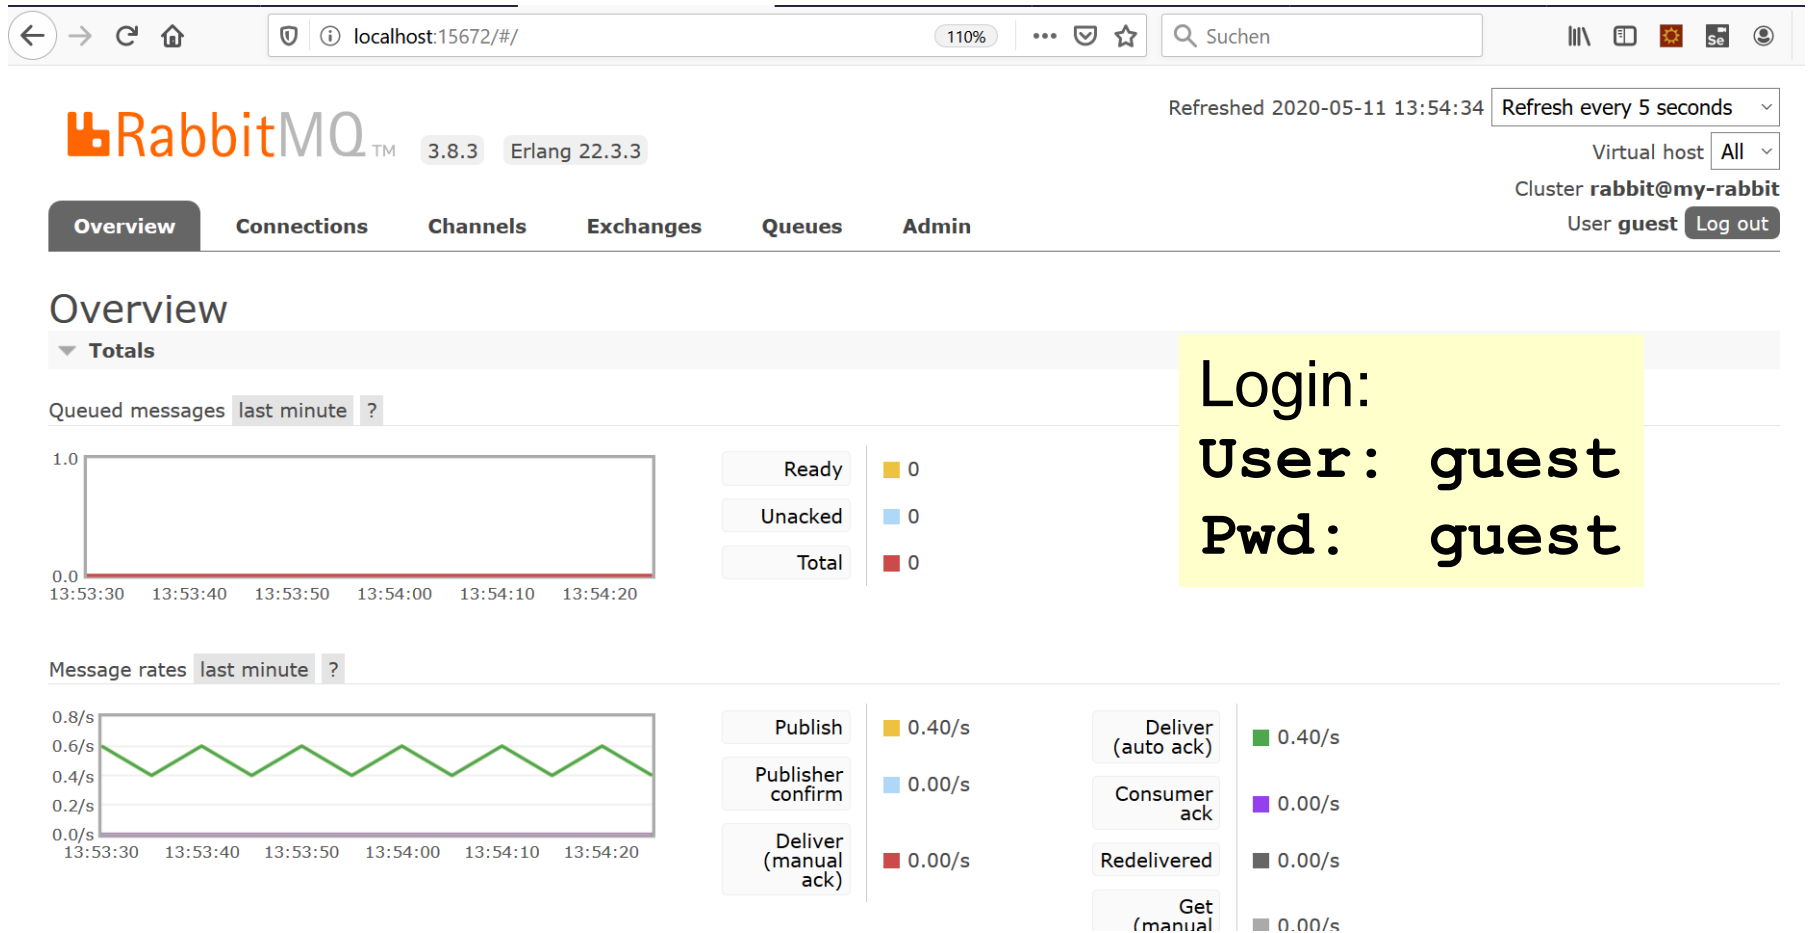 localhost:15672/#/
110%
Suchen
Se
RabbitMQ TM 3.8.3 Erlang 22.3.3
Refreshed 2020-05-11 13:54:34 Refresh every 5 seconds
Virtual host All
Cluster rabbit@my-rabbit
User guest Log out
Overview Connections Channels Exchanges Queues Admin
Overview
Totals
Queued messages last minute ?
1.0
0.0
13:53:30 13:53:40 13:53:50 13:54:00 13:54:10 13:54:20
Ready 0
Unacked 0
Total 0
Login:
User: guest
Pwd: guest
Message rates last minute ?
0.8/s
0.6/s
0.4/s
0.2/s
0.0/s
13:53:30 13:53:40 13:53:50 13:54:00 13:54:10 13:54:20
Publish 0.40/s
Publisher
confirm 0.00/s
Deliver
(manual
ack) 0.00/s
Deliver
(auto ack) 0.40/s
Consumer
ack 0.00/s
Redelivered 0.00/s
Get
(manual 0.00/s